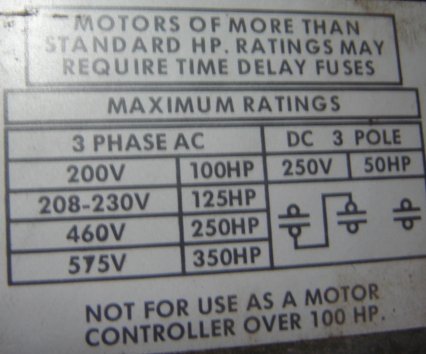 MOTORS OF MORE THAN
STANDARD HP. RATINGS MAY
REQUIRE TIME DELAY FUSES
MAXIMUM RATINGS
3 PHASE AC DC 3 POLE
200V 100HP 250V 50HP
208-230V 125HP
460V 250HP
575V 350HP
NOT FOR USE AS A MOTOR
CONTROLLER OVER 100 HP.